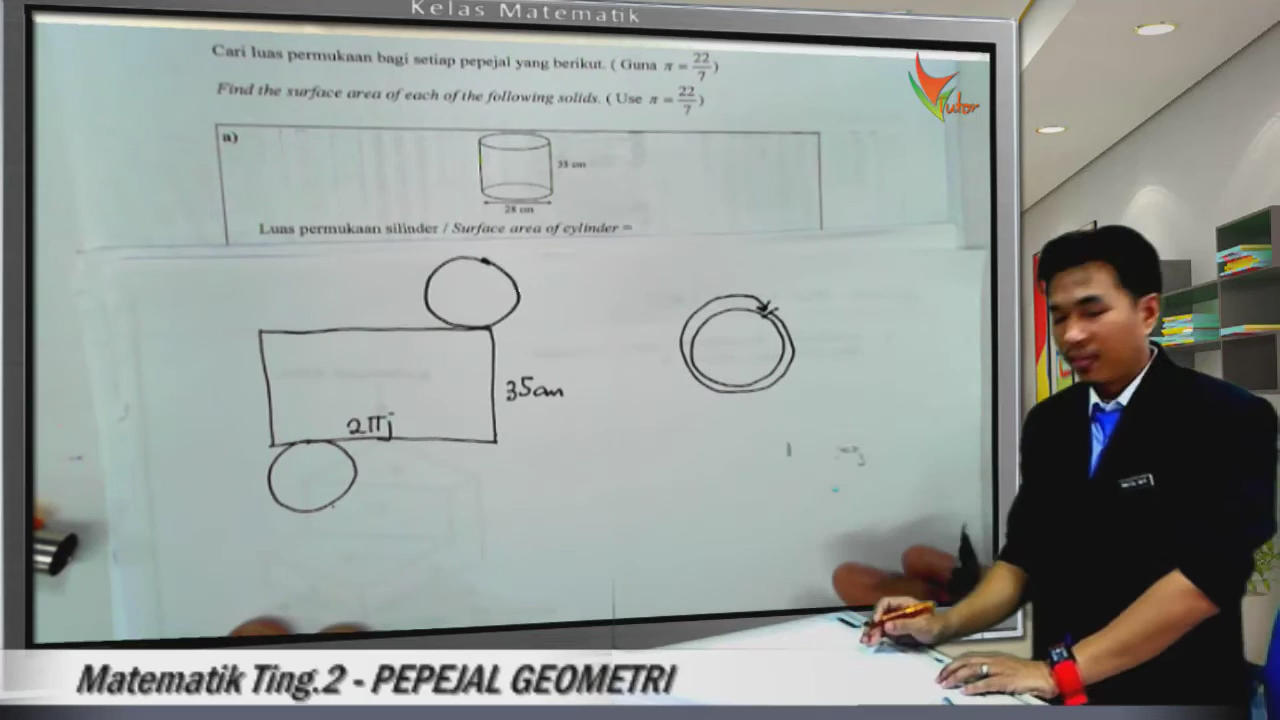 Kelas Matematik
Cari luas permukaan bagi setiap pepejal yang berikut. ( Guna π = 22/7 )
Find the surface area of each of the following solids. ( Use π = 22/7 )
Tutor
a)
28 cm
Luas permukaan silinder / Surface area of cylinder =
35cm
2πj
Matematik Ting.2 - PEPEJAL GEOMETRI